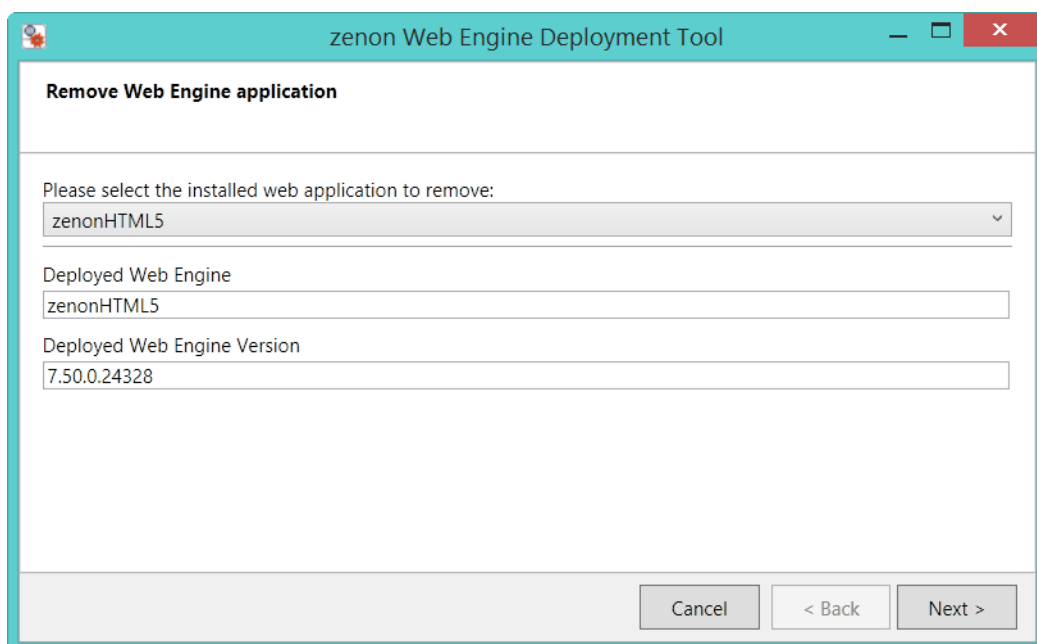 zenon Web Engine Deployment Tool
Remove Web Engine application
Please select the installed web application to remove:
zenonHTML5
Deployed Web Engine
zenonHTML5
Deployed Web Engine Version
7.50.0.24328
Cancel
< Back
Next >